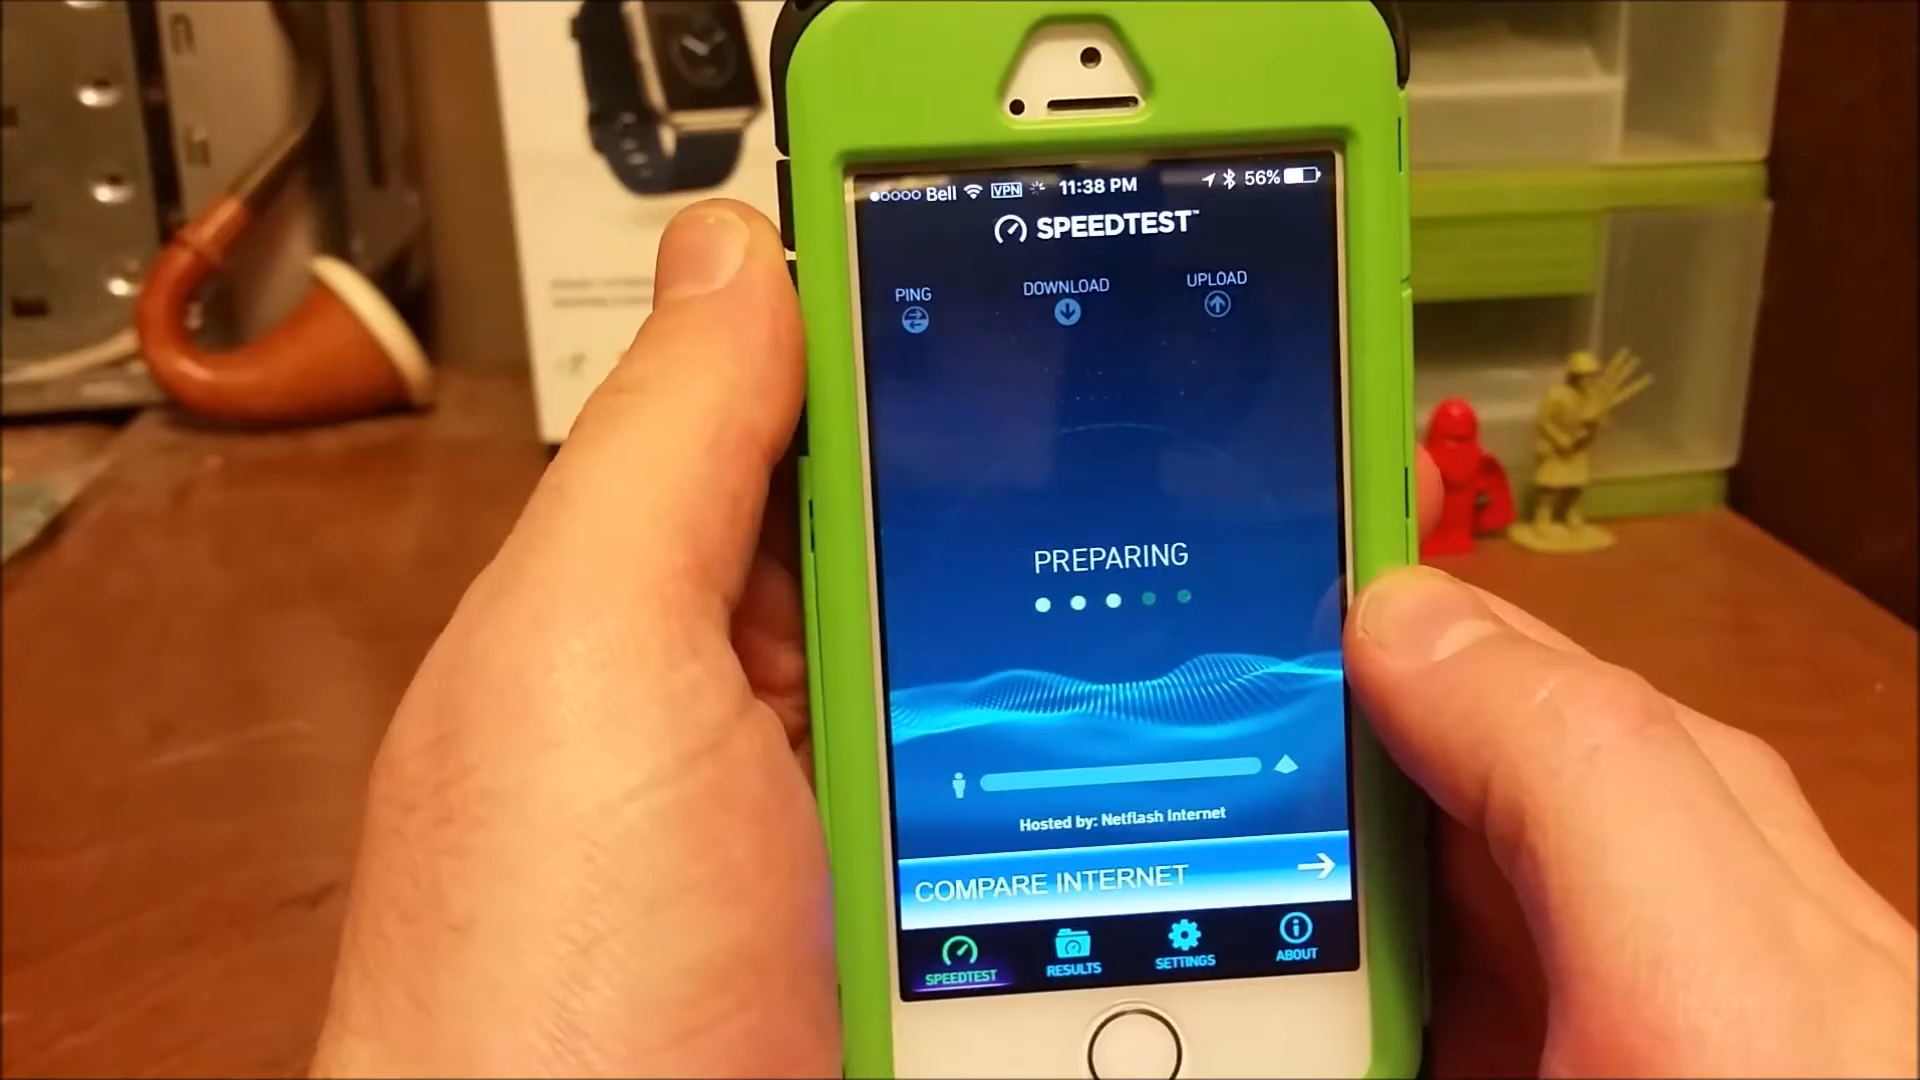 Bell VPN 11:38 PM 56%
SPEEDTEST™
PING DOWNLOAD UPLOAD
PREPARING
Hosted by: Netflash Internet
COMPARE INTERNET
SPEEDTEST RESULTS SETTINGS ABOUT